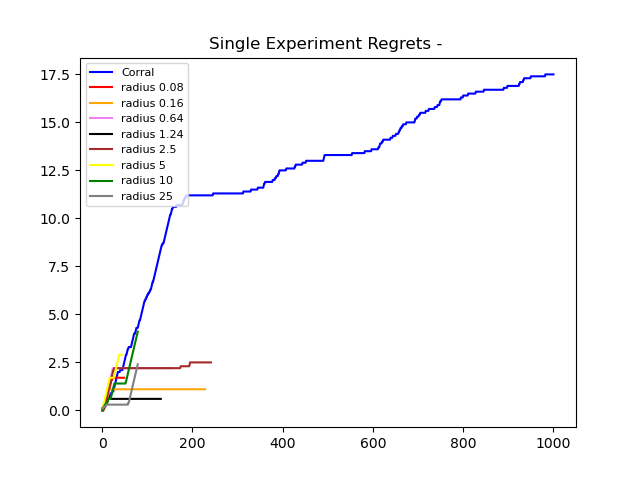 Single Experiment Regrets -
17.5
15.0
12.5
10.0
7.5
5.0
2.5
0.0
Corral
radius 0.08
radius 0.16
radius 0.64
radius 1.24
radius 2.5
radius 5
radius 10
radius 25
0 200 400 600 800 1000